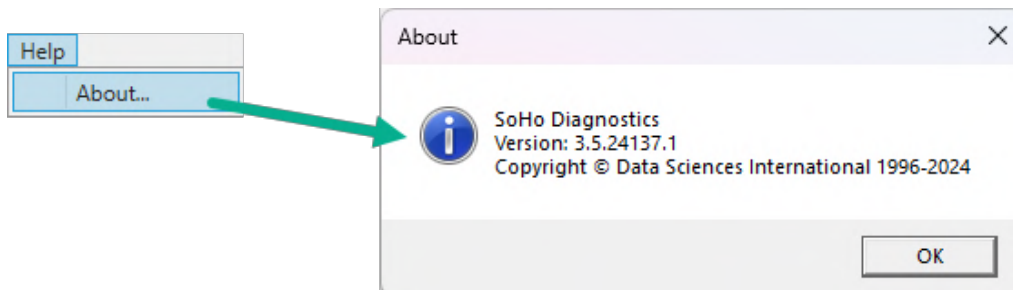 Help
About...
About
SoHo Diagnostics
Version: 3.5.24137.1
Copyright © Data Sciences International 1996-2024
OK